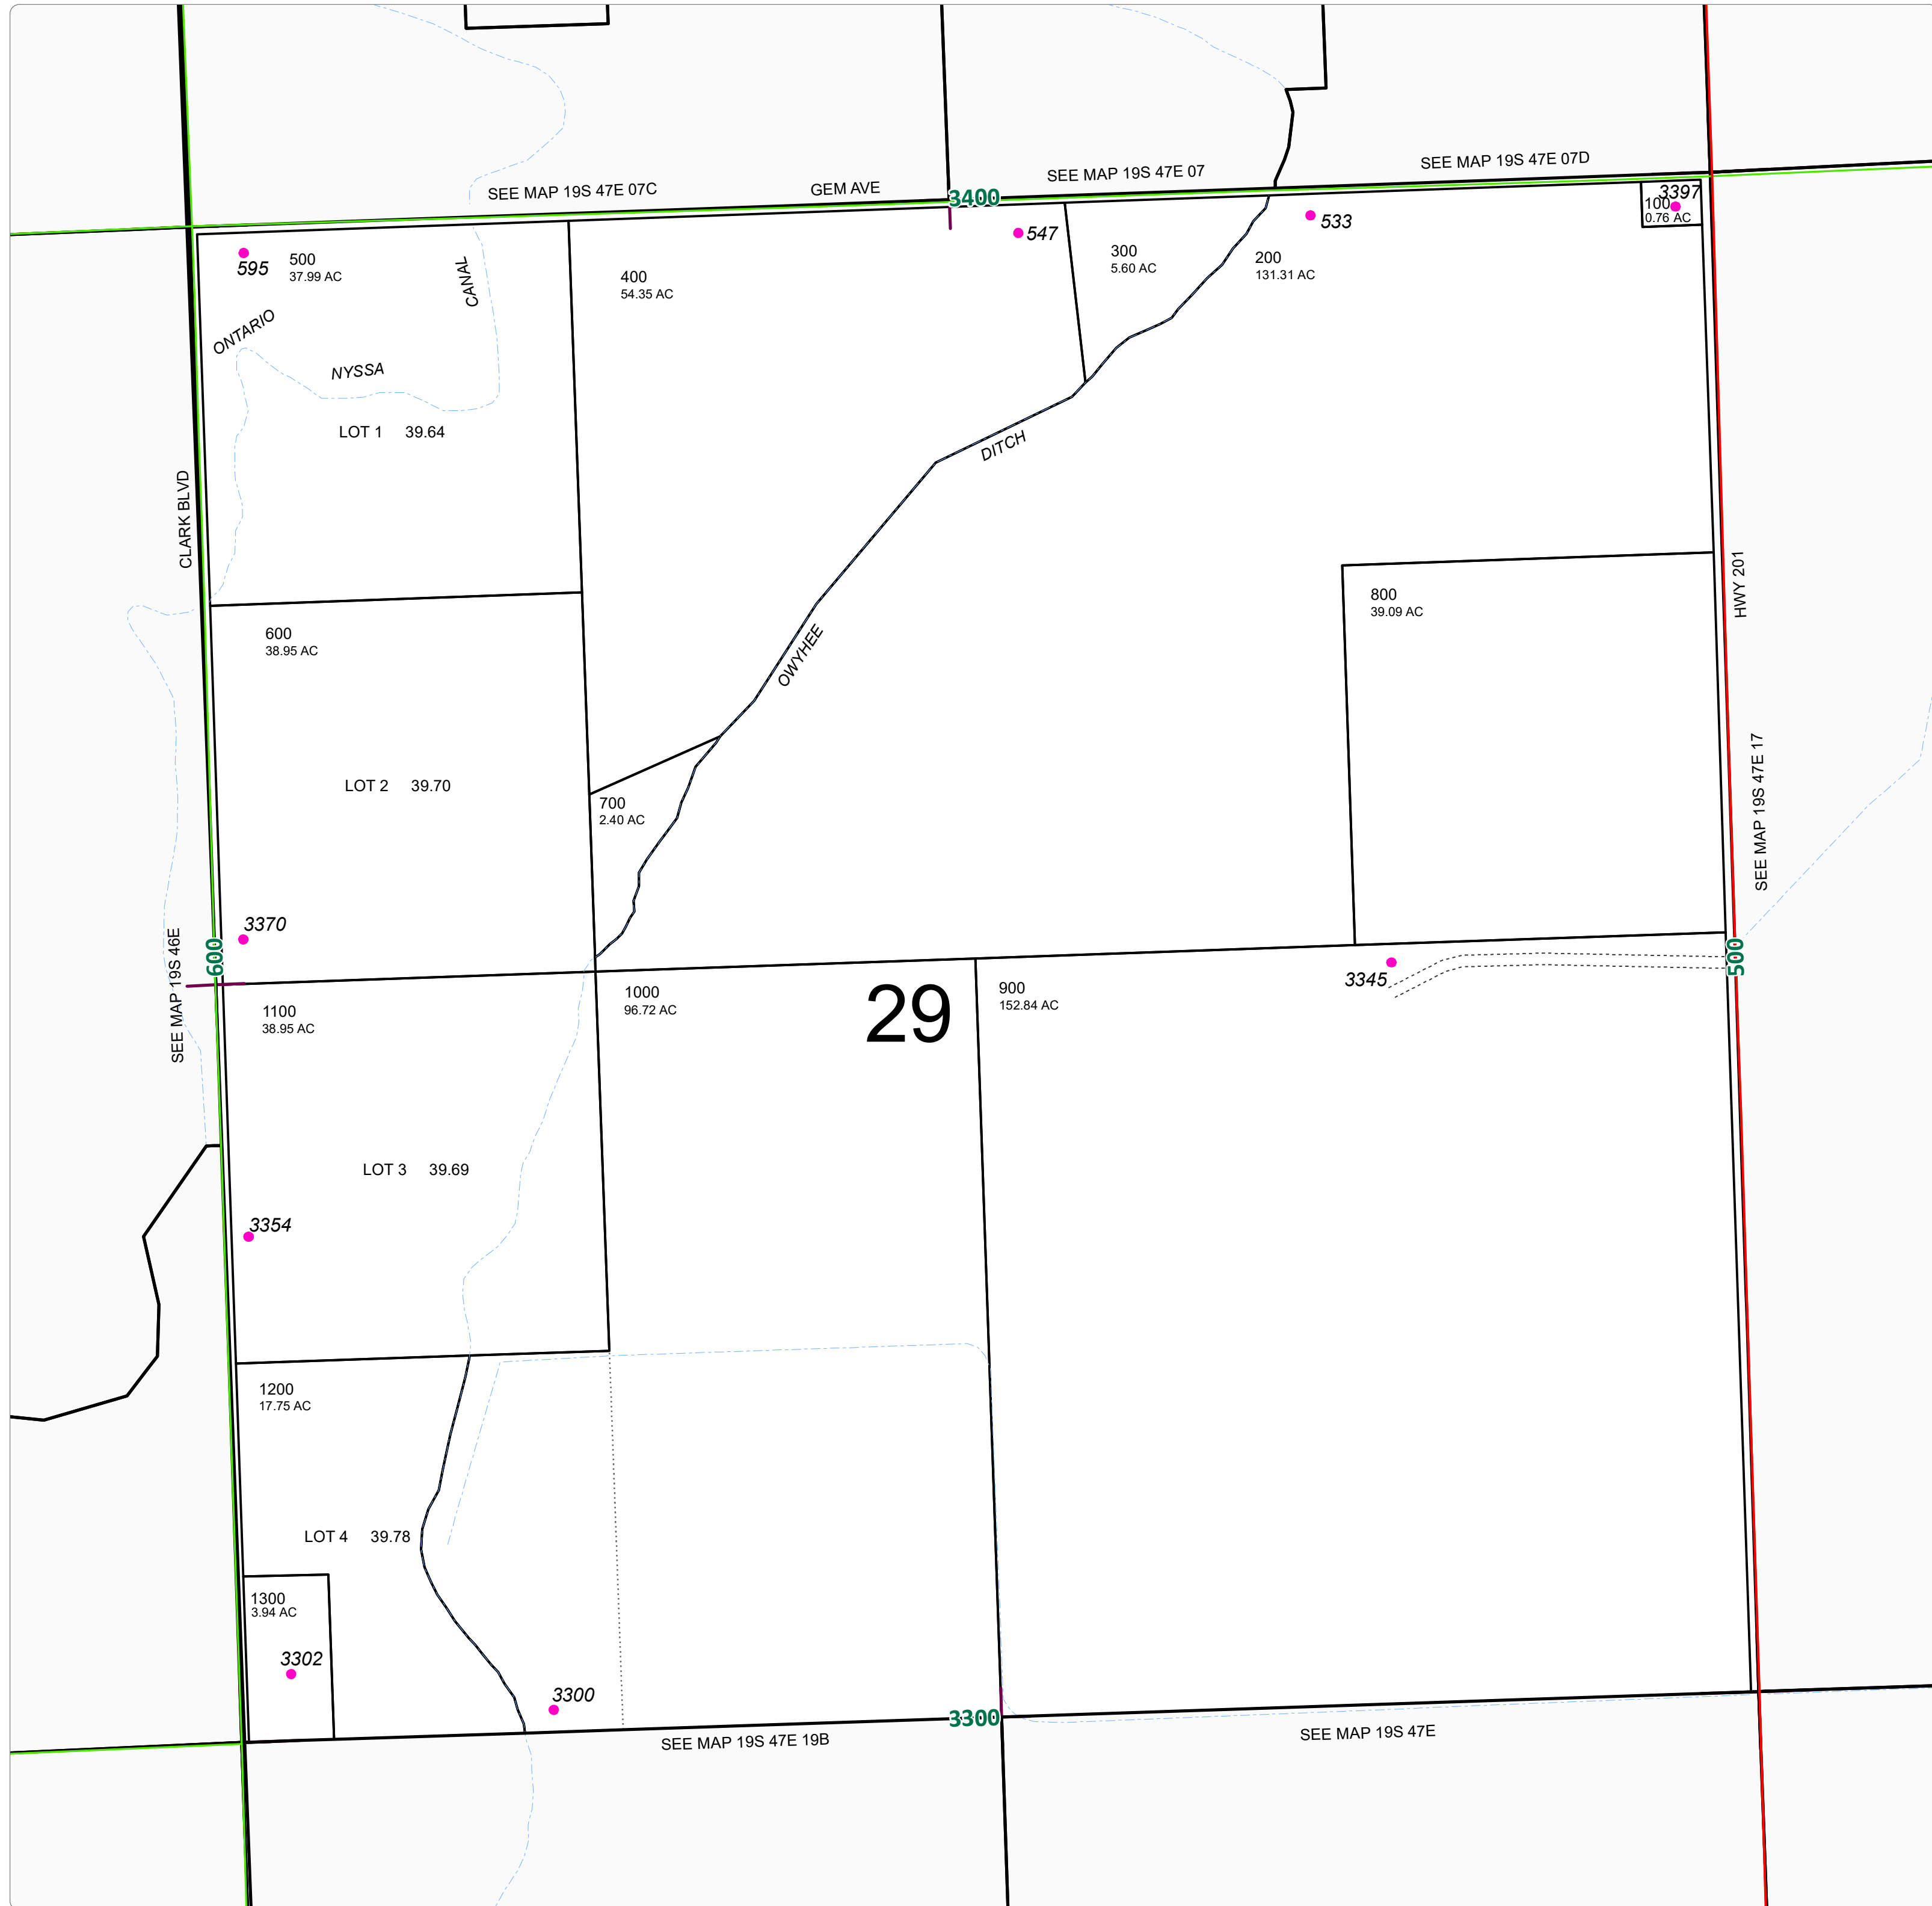 SEE MAP 19S 47E 07C
GEM AVE
3400
SEE MAP 19S 47E 07
SEE MAP 19S 47E 07D
3397
100
0.76 AC
533
547
595
500
37.99 AC
400
54.35 AC
300
5.60 AC
200
131.31 AC
CANAL
ONTARIO
NYSSA
LOT 1 39.64
DITCH
CLARK BLVD
HWY 201
600
38.95 AC
OWYHEE
800
39.09 AC
LOT 2 39.70
700
2.40 AC
SEE MAP 19S 47E 17
3370
600
SEE MAP 19S 46E
500
3345
1100
38.95 AC
1000
96.72 AC
29
900
152.84 AC
LOT 3 39.69
3354
1200
17.75 AC
LOT 4 39.78
1300
3.94 AC
3302
3300
3300
SEE MAP 19S 47E 19B
SEE MAP 19S 47E